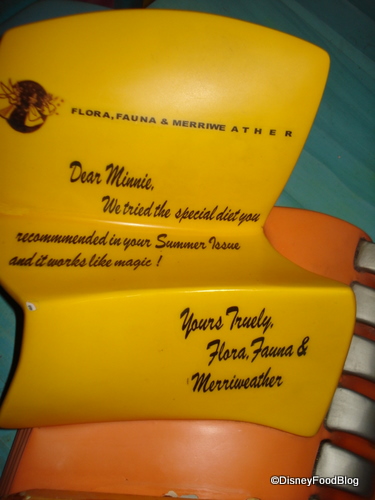 FLORA, FAUNA & MERRIWE A T H E R
Dear Minnie,
We tried the special diet you
recommmended in your Summer Issue
and it works like magic !
Yours Truely,
Flora, Fauna &
Merriweather
©DisneyFoodBlog